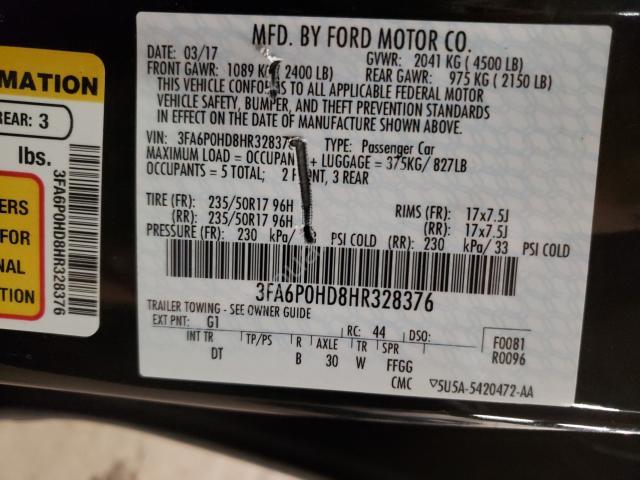 MFD. BY FORD MOTOR CO.
DATE: 03/17 GVWR: 2041 KG ( 4500 LB)
FRONT GAWR: 1089 KG ( 2400 LB) REAR GAWR: 975 KG ( 2150 LB)
THIS VEHICLE CONFORMS TO ALL APPLICABLE FEDERAL MOTOR
VEHICLE SAFETY, BUMPER, AND THEFT PREVENTION STANDARDS
IN EFFECT ON THE DATE OF MANUFACTURE SHOWN ABOVE.
VIN: 3FA6P0HD8HR328376 TYPE: Passenger Car
MAXIMUM LOAD = OCCUPANTS + LUGGAGE = 375KG/ 827LB
OCCUPANTS = 5 TOTAL; 2 FRONT, 3 REAR
TIRE (FR): 235/50R17 96H RIMS (FR): 17x7.5J
(RR): 235/50R17 96H (RR): 17x7.5J
PRESSURE (FR): 230 kPa/ PSI COLD (RR): 230 kPa/ 33 PSI COLD
3FA6P0HD8HR328376
TRAILER TOWING - SEE OWNER GUIDE
EXT PNT: G1 RC: 44 DSO: F0081
R0096
INT TR TP/PS R AXLE TR SPR
DT B 30 W FFGG
CMC 5U5A-5420472-AA
MATION
REAR: 3
lbs.
ERS
FOR
NAL
ATION
3FA6P0HD8HR328376